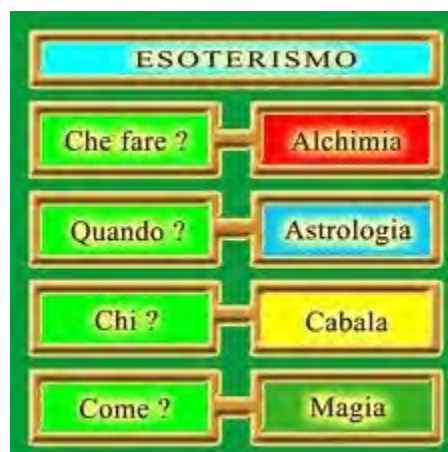 ESOTERISMO
Che fare ? Alchimia
Quando ? Astrologia
Chi ? Cabala
Come ? Magia